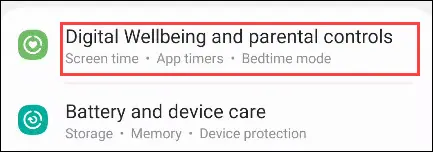 Digital Wellbeing and parental controls
Screen time • App timers • Bedtime mode
Battery and device care
Storage • Memory • Device protection